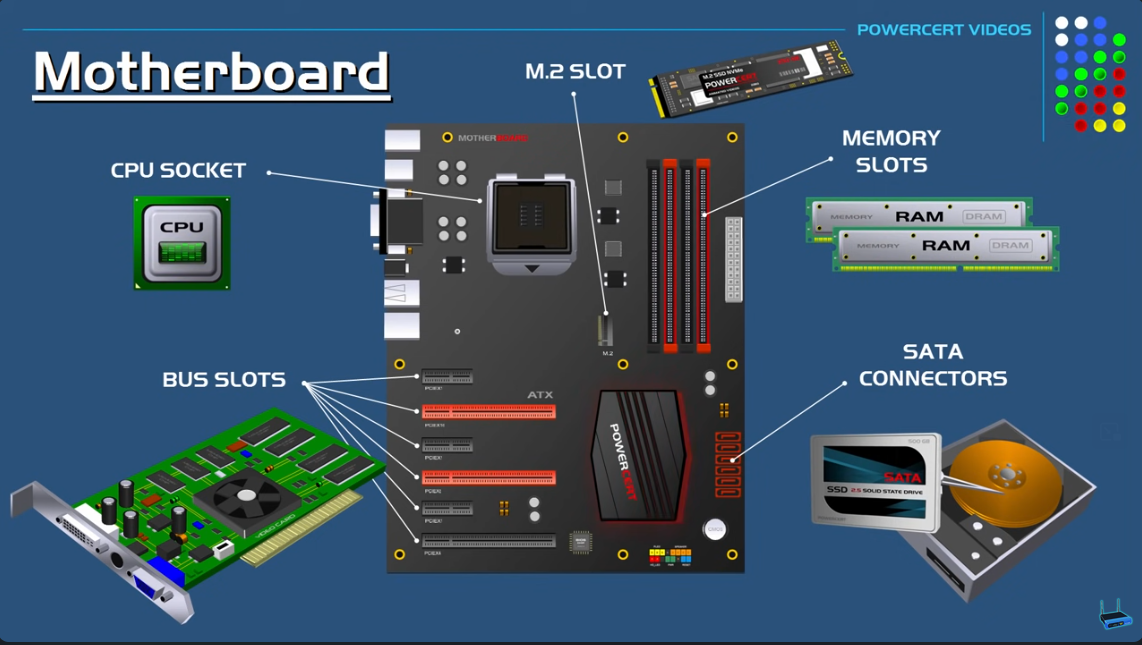 POWERCERT VIDEOS
Motherboard
M.2 SLOT
M.2 SSD NVMe
POWERCERT
MEMORY
SLOTS
MOTHERBOARD
CPU SOCKET
CPU
MEMORY RAM DRAM
MEMORY RAM DRAM
M.2
SATA
CONNECTORS
BUS SLOTS
PCIEX1
ATX
PCIEX16
PCIEX1
POWERCERT
500 GB
SATA
SSD 2.5 SOLID STATE DRIVE
PCIEX1
VIDEO CARD